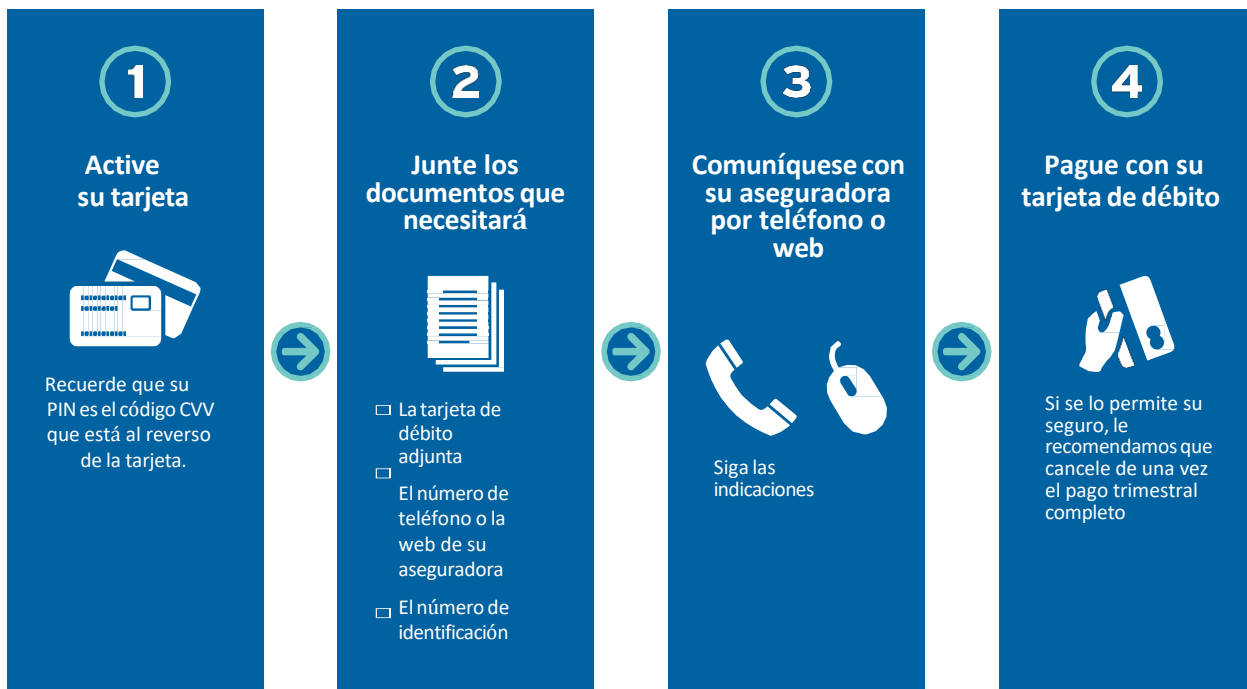 1
Active
su tarjeta
Recuerde que su
PIN es el código CVV
que está al reverso
de la tarjeta.
2
Junte los
documentos que
necesitará
La tarjeta de
débito
adjunta
El número de
teléfono o la
web de su
aseguradora
El número de
identificación
3
Comuníquese con
su aseguradora
por teléfono o
web
Siga las
indicaciones
4
Pague con su
tarjeta de débito
Si se lo permite su
seguro, le
recomendamos que
cancele de una vez
el pago trimestral
completo